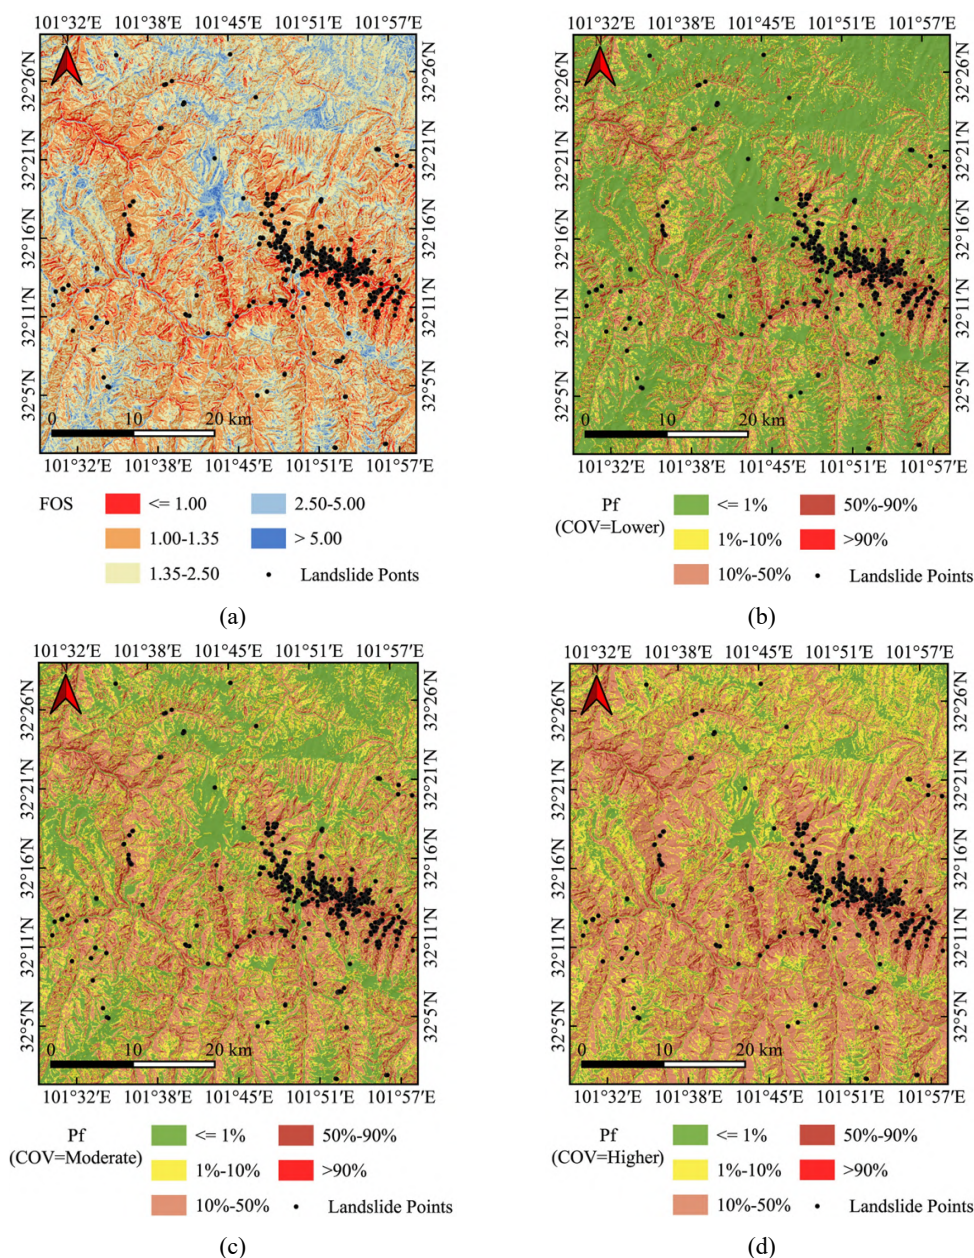 101°32′E 101°38′E 101°45′E 101°51′E 101°57′E
32°26′N 32°21′N 32°16′N 32°11′N 32°5′N
N
0 10 20 km
101°32′E 101°38′E 101°45′E 101°51′E 101°57′E
FOS
<= 1.00
1.00-1.35
1.35-2.50
2.50-5.00
> 5.00
Landslide Ponts
(a)
101°32′E 101°38′E 101°45′E 101°51′E 101°57′E
32°26′N 32°21′N 32°16′N 32°11′N 32°5′N
N
0 10 20 km
101°32′E 101°38′E 101°45′E 101°51′E 101°57′E
Pf
(COV=Lower)
<= 1%
1%-10%
10%-50%
50%-90%
>90%
Landslide Points
(b)
101°32′E 101°38′E 101°45′E 101°51′E 101°57′E
32°26′N 32°21′N 32°16′N 32°11′N 32°5′N
N
0 10 20 km
101°32′E 101°38′E 101°45′E 101°51′E 101°57′E
Pf
(COV=Moderate)
<= 1%
1%-10%
10%-50%
50%-90%
>90%
Landslide Points
(c)
101°32′E 101°38′E 101°45′E 101°51′E 101°57′E
32°26′N 32°21′N 32°16′N 32°11′N 32°5′N
N
0 10 20 km
101°32′E 101°38′E 101°45′E 101°51′E 101°57′E
Pf
(COV=Higher)
<= 1%
1%-10%
10%-50%
50%-90%
>90%
Landslide Points
(d)